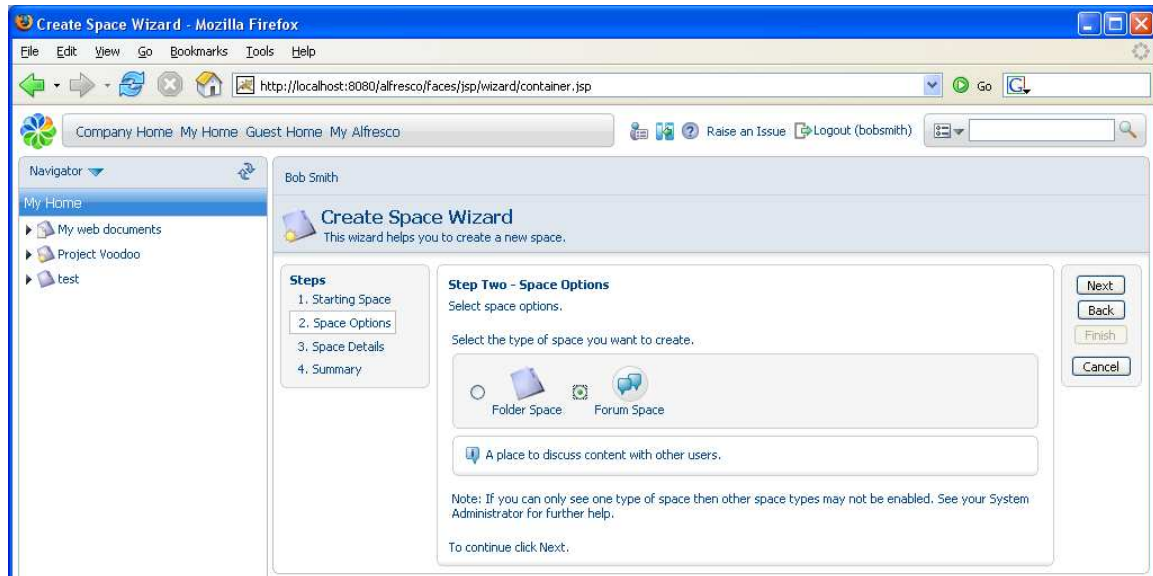 Create Space Wizard - Mozilla Firefox
File Edit View Go Bookmarks Tools Help
http://localhost:8080/alfresco/faces/jsp/wizard/container.jsp Go G
Company Home My Home Guest Home My Alfresco Raise an Issue Logout (bobsmith)
Navigator
My Home
My web documents
Project Voodoo
test
Bob Smith
Create Space Wizard
This wizard helps you to create a new space.
Steps
1. Starting Space
2. Space Options
3. Space Details
4. Summary
Step Two - Space Options
Select space options.
Select the type of space you want to create.
Folder Space Forum Space
A place to discuss content with other users.
Note: If you can only see one type of space then other space types may not be enabled. See your System
Administrator for further help.
To continue click Next.
Next
Back
Finish
Cancel